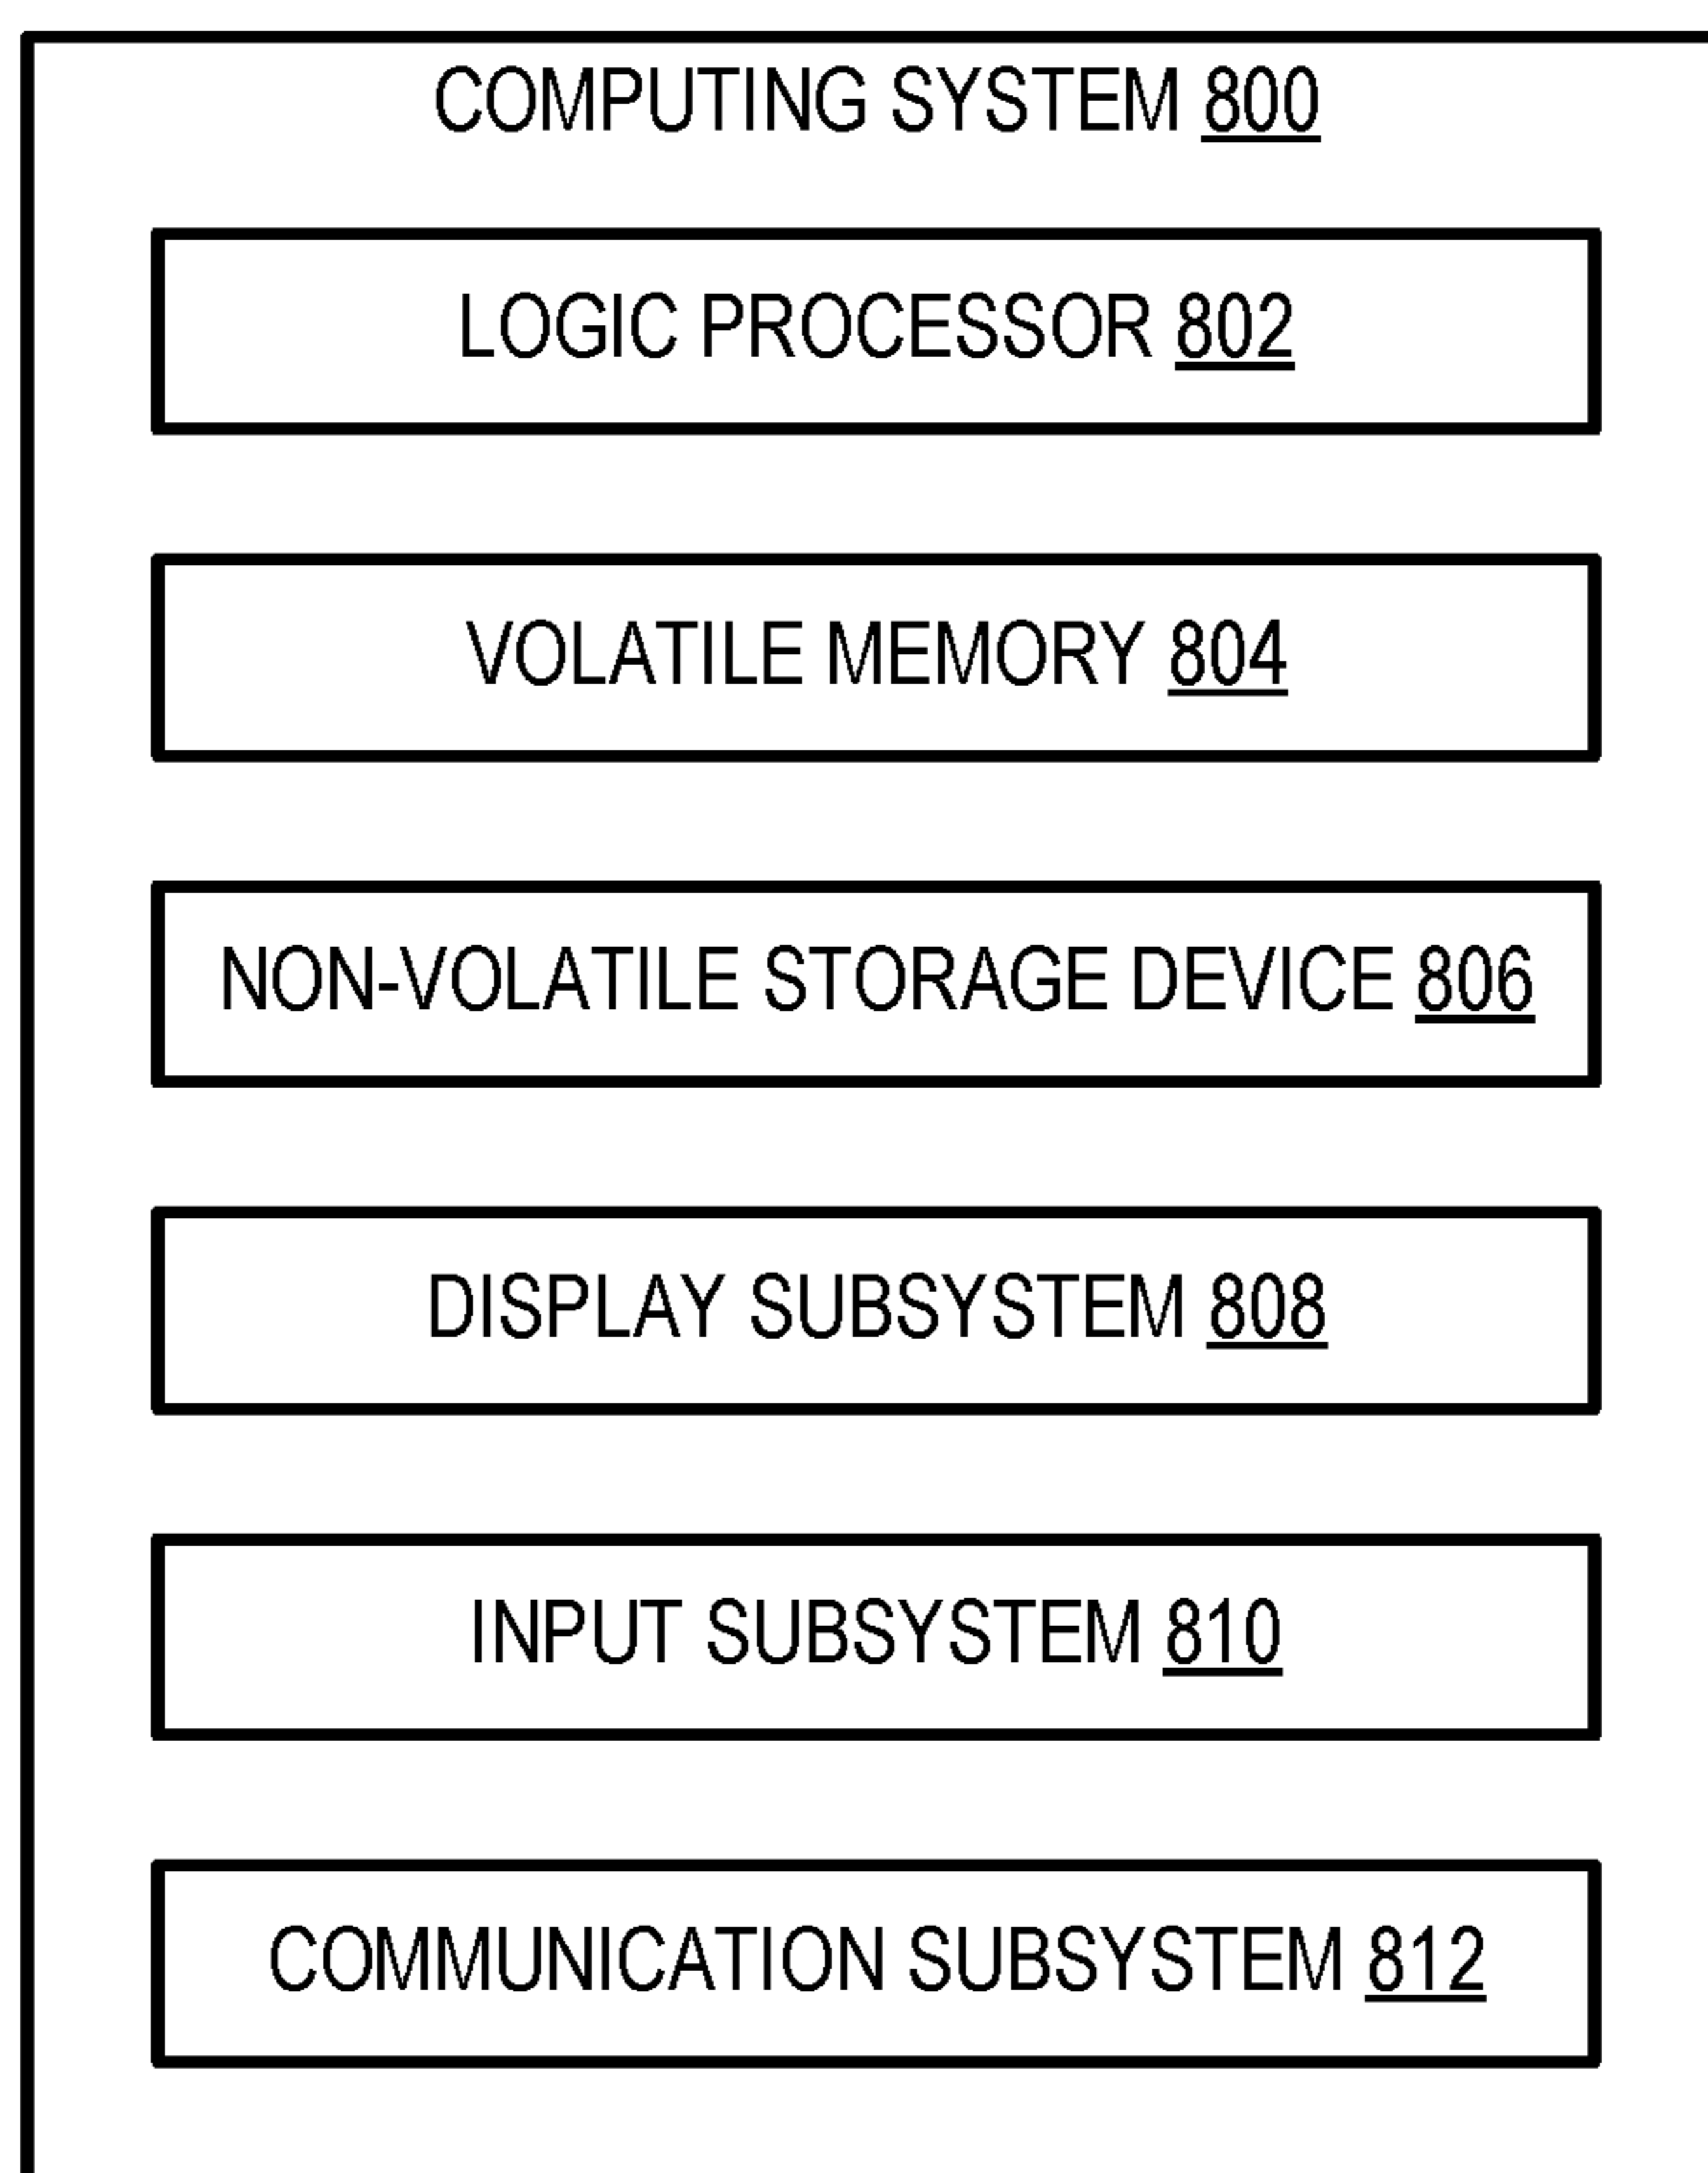 COMPUTING SYSTEM 800
LOGIC PROCESSOR 802
VOLATILE MEMORY 804
NON-VOLATILE STORAGE DEVICE 806
DISPLAY SUBSYSTEM 808
INPUT SUBSYSTEM 810
COMMUNICATION SUBSYSTEM 812